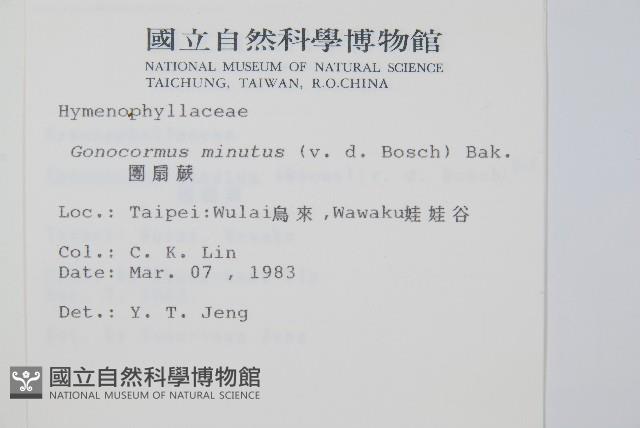 國立自然科學博物館
NATIONAL MUSEUM OF NATURAL SCIENCE
TAICHUNG, TAIWAN, R.O.CHINA
Hymenophyllaceae
Gonocormus minutus (v. d. Bosch) Bak.
團扇蕨
Loc.: Taipei:Wulai烏來,Wawaku娃娃谷
Col.: C. K. Lin
Date: Mar. 07 , 1983
Det.: Y. T. Jeng
國立自然科學博物館
NATIONAL MUSEUM OF NATURAL SCIENCE